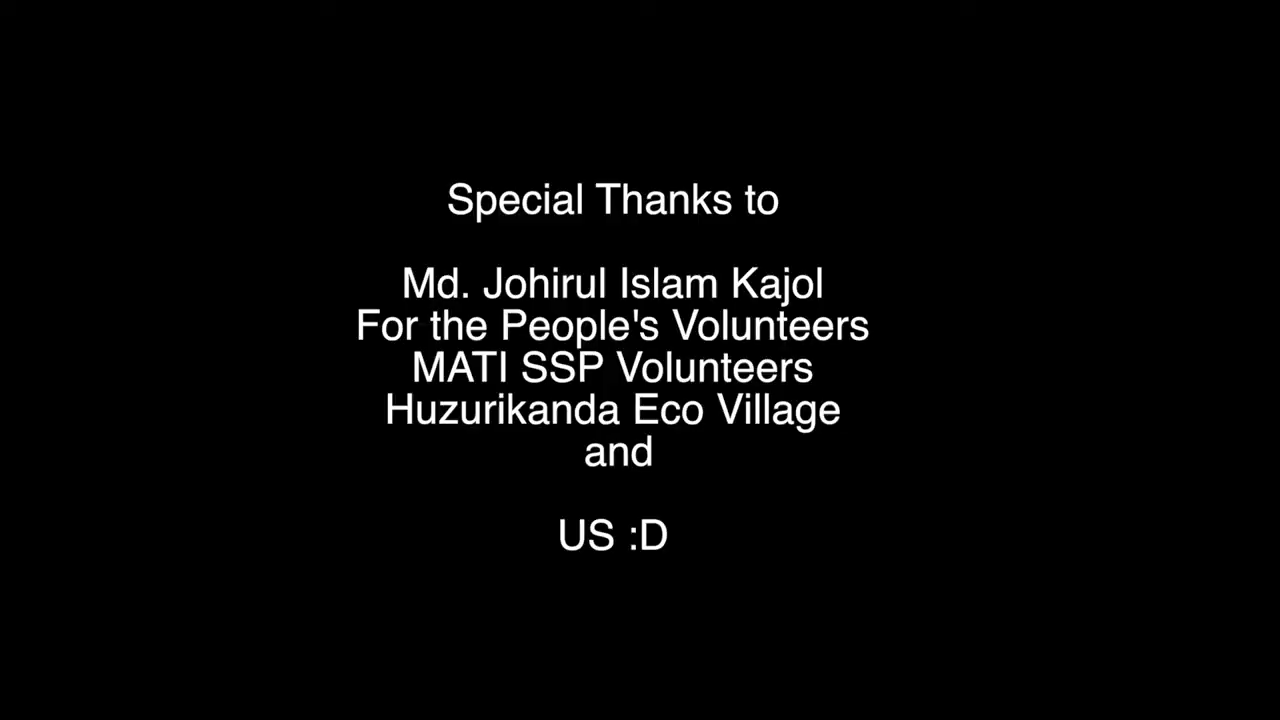 Special Thanks to
Md. Johirul Islam Kajol
For the People's Volunteers
MATI SSP Volunteers
Huzurikanda Eco Village
and
US :D